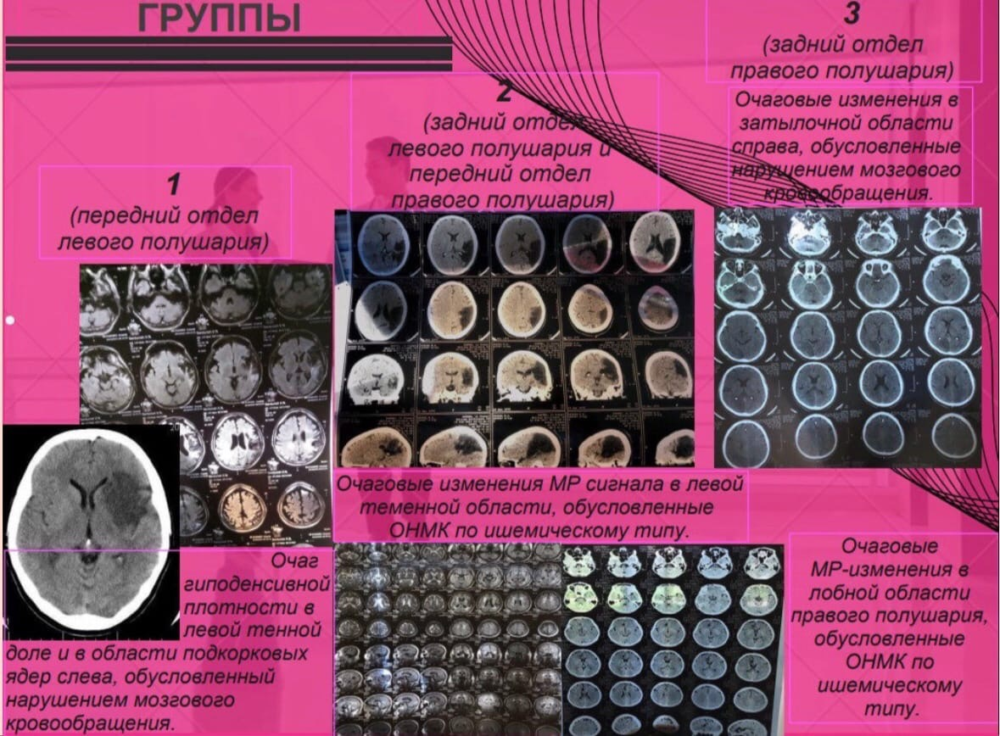 ГРУППЫ
1
(передний отдел
левого полушария)
Очаг
гиподенсивной
плотности в
левой тенной
доле и в области подкорковых
ядер слева, обусловленный
нарушением мозгового
кровообращения.
2
(задний отдел
левого полушария и
передний отдел
правого полушария)
Очаговые изменения МР сигнала в левой
теменной области, обусловленные
ОНМК по ишемическому типу.
Очаговые
МР-изменения в
лобной области
правого полушария,
обусловленные
ОНМК по
ишемическому
типу.
3
(задний отдел
правого полушария)
Очаговые изменения в
затылочной области
справа, обусловленные
нарушением мозгового
кровообращения.